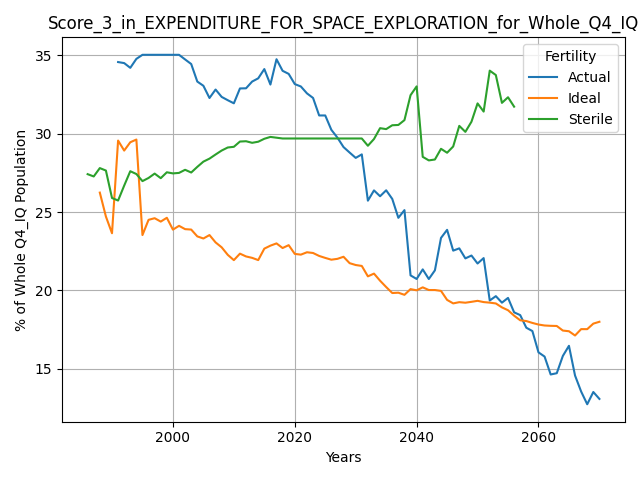 Score_3_in_EXPENDITURE_FOR_SPACE_EXPLORATION_for_Whole_Q4_IQ
Fertility
Actual
Ideal
Sterile
% of Whole Q4_IQ Population
35
30
25
20
15
2000
2020
2040
2060
Years